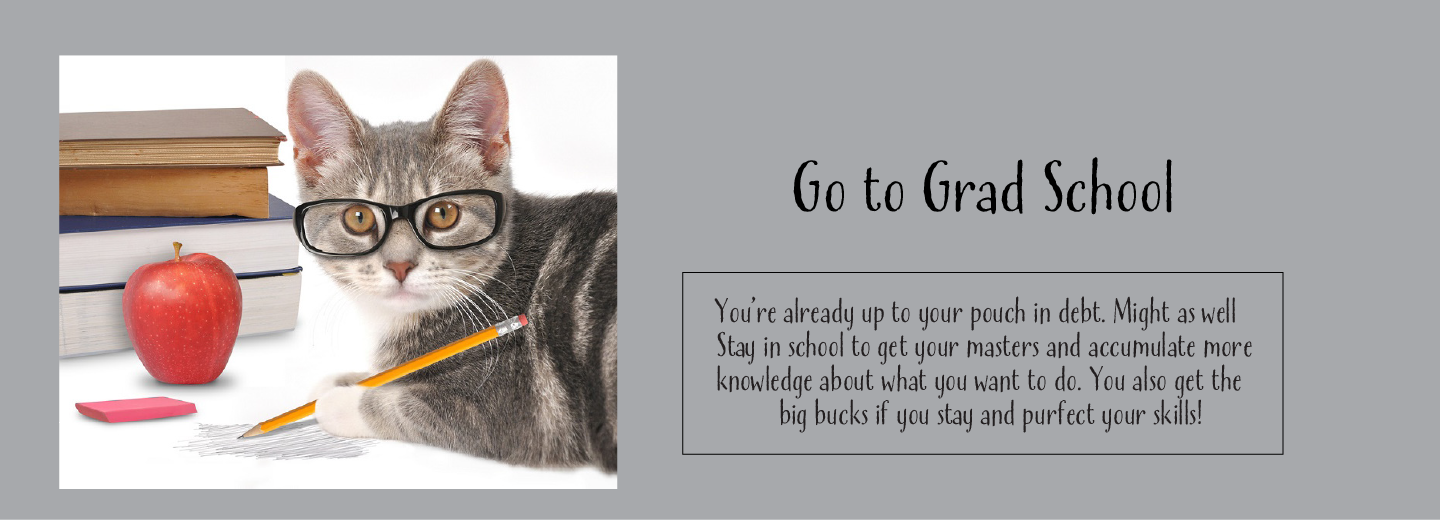 Go to Grad School
You're already up to your pouch in debt. Might as well
Stay in school to get your masters and accumulate more
knowledge about what you want to do. You also get the
big bucks if you stay and purfect your skills!